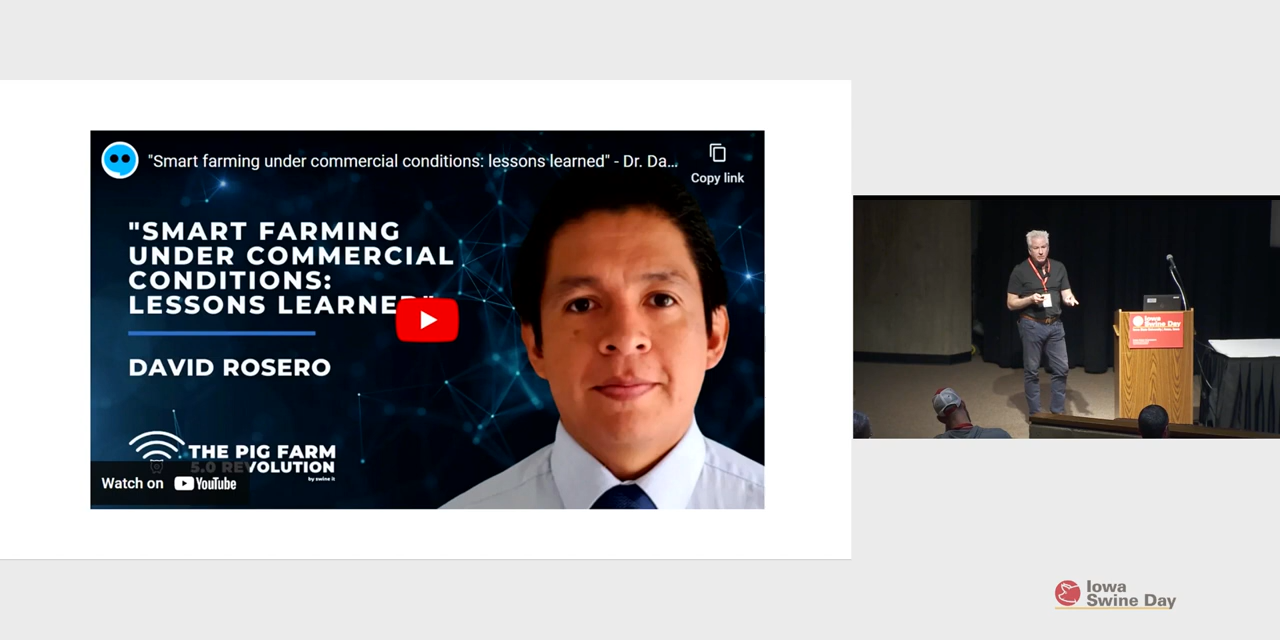 "Smart farming under commercial conditions: lessons learned" - Dr. Da...
Copy link
"SMART FARMING
UNDER COMMERCIAL
CONDITIONS:
LESSONS LEARNED"
DAVID ROSERO
THE PIG FARM
5.0 REVOLUTION
by swine it
Watch on YouTube
Iowa
Swine Day
Iowa
Swine Day